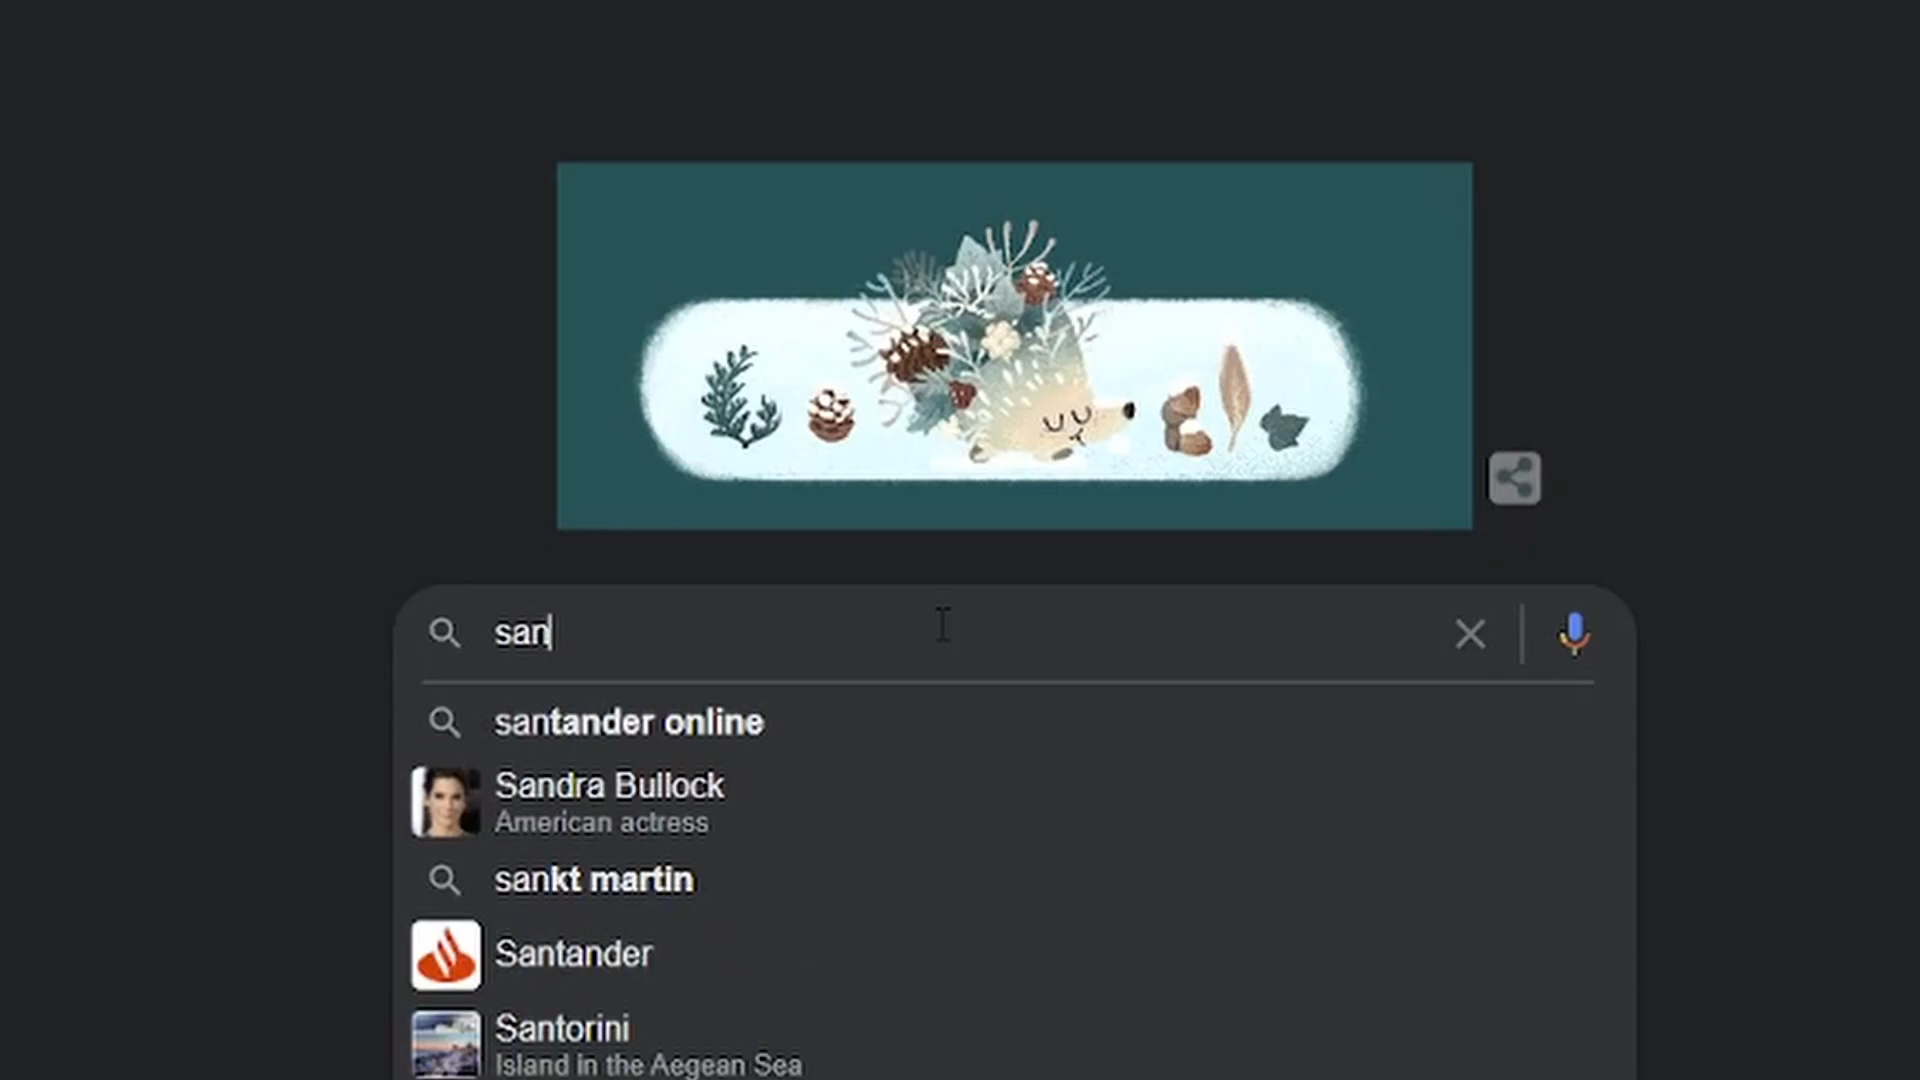 san
santander online
Sandra Bullock
American actress
sankt martin
Santander
Santorini
Island in the Aegean Sea